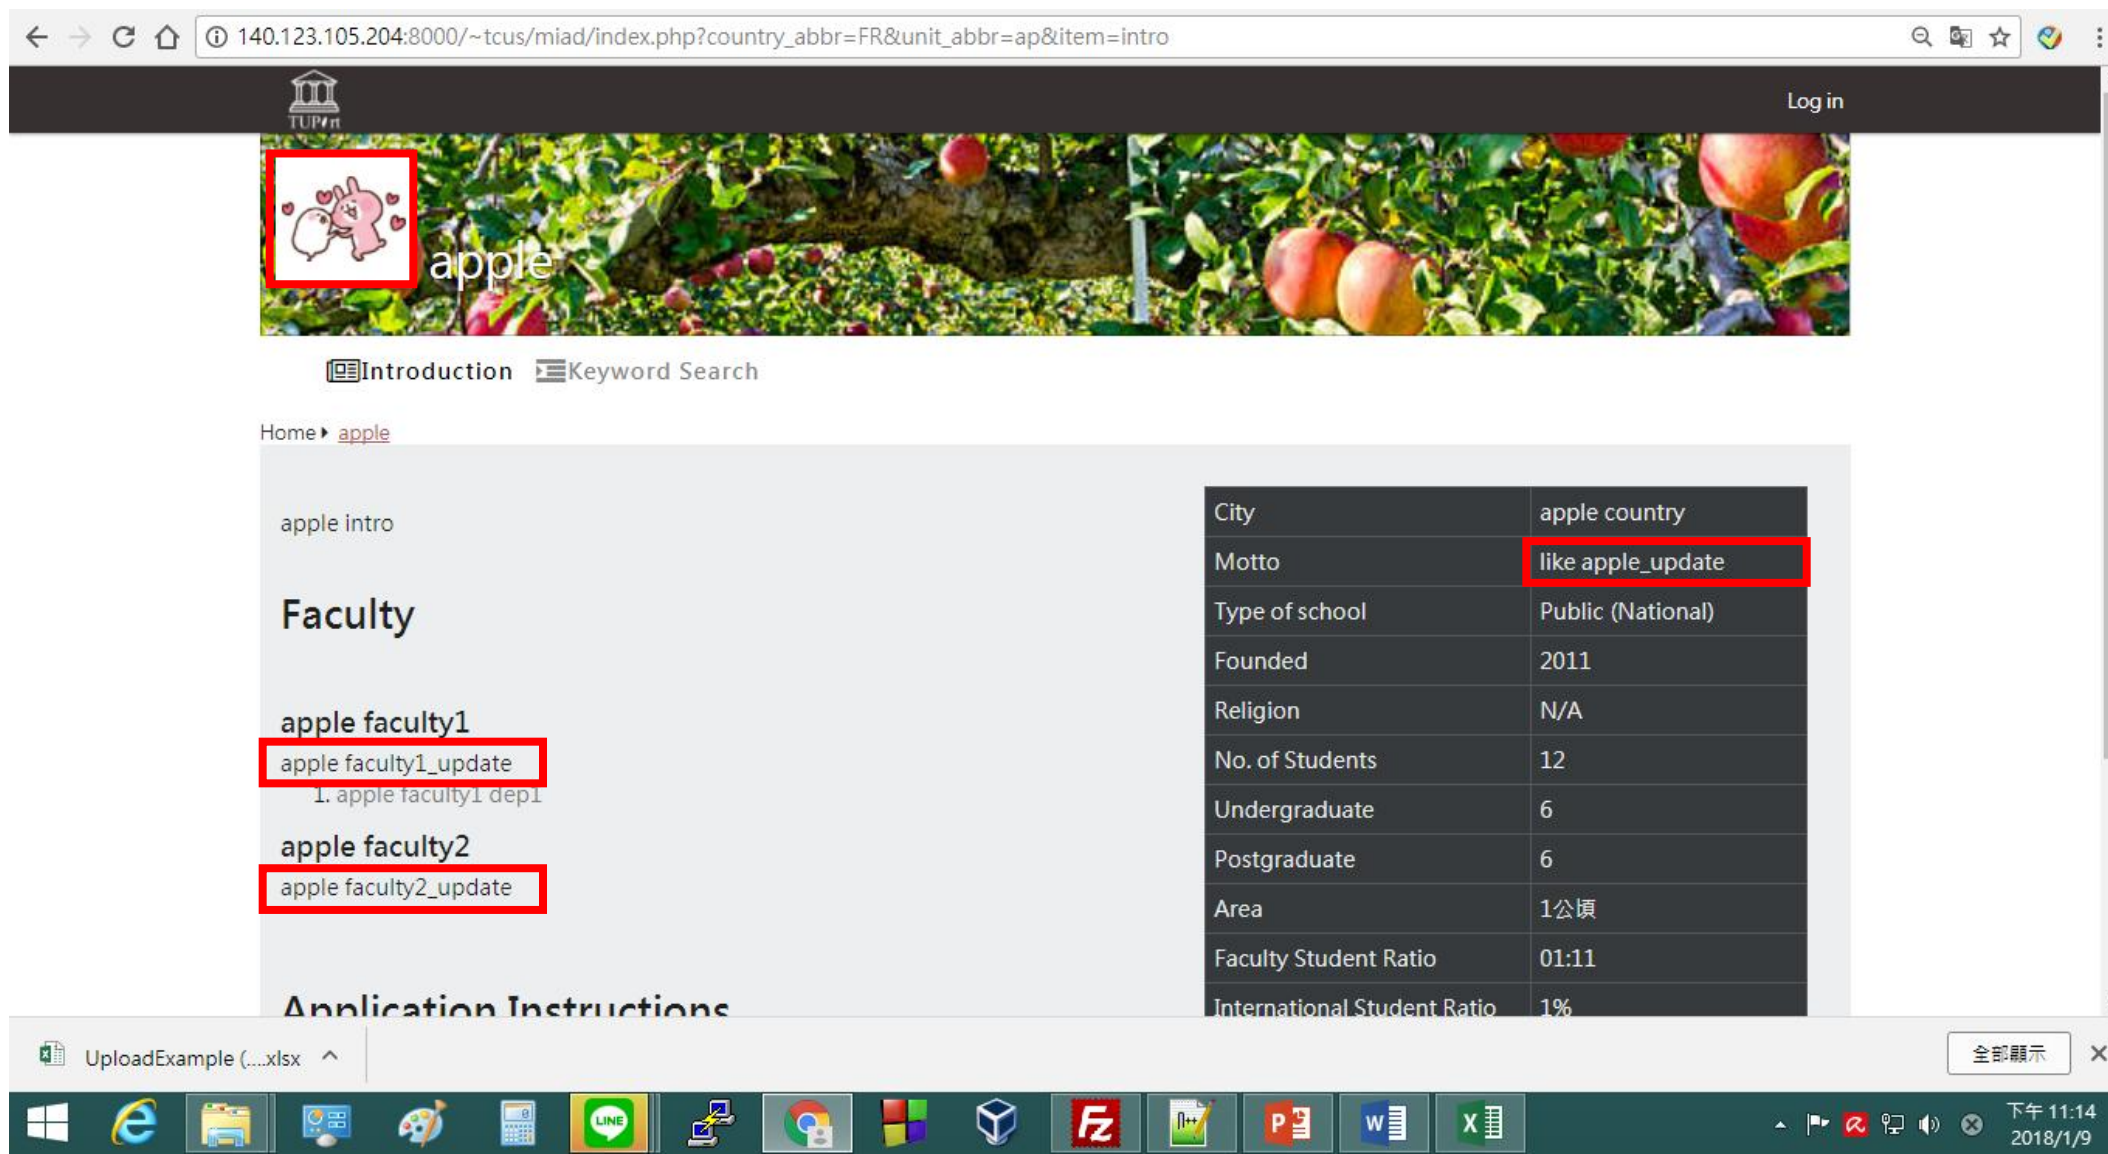 140.123.105.204:8000/~tcus/miad/index.php?country_abbr=FR&unit_abbr=ap&item=intro
TUPort
Log in
apple
Introduction Keyword Search
Home apple
apple intro
Faculty
apple faculty1
apple faculty1_update
1. apple faculty1 dep1
apple faculty2
apple faculty2_update
Application Instructions
City apple country
Motto like apple_update
Type of school Public (National)
Founded 2011
Religion N/A
No. of Students 12
Undergraduate 6
Postgraduate 6
Area 1公頃
Faculty Student Ratio 01:11
International Student Ratio 1%
UploadExample (....xlsx
全部顯示
LINE
下午 11:14
2018/1/9